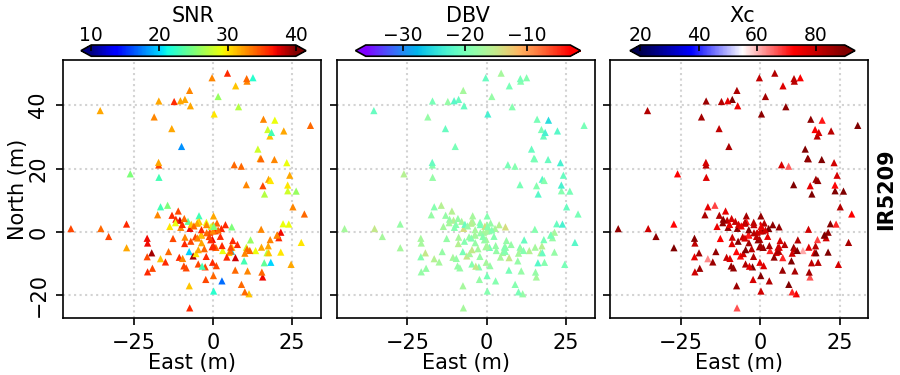 SNR DBV Xc
10 20 30 40 −30 −20 −10 20 40 60 80
North (m)
40
20
0
−20
IR5209
−25 0 25 −25 0 25 −25 0 25
East (m) East (m) East (m)